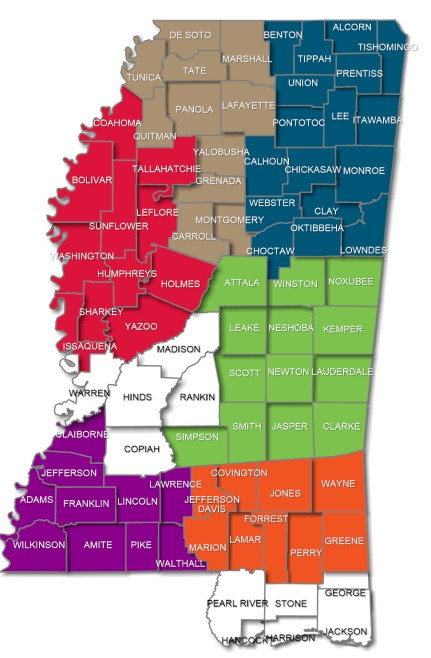 ALCORN
DE SOTO
BENTON
TISHOMINGO
MARSHALL
TIPPAH
TUNICA
TATE
PRENTISS
UNION
PANOLA
LAFAYETTE
COAHOMA
PONTOTOC
LEE
ITAWAMBA
QUITMAN
YALOBUSHA
CALHOUN
TALLAHATCHIE
CHICKASAW
MONROE
BOLIVAR
GRENADA
LEFLORE
WEBSTER
CLAY
SUNFLOWER
MONTGOMERY
OKTIBBEHA
CARROLL
CHOCTAW
LOWNDES
WASHINGTON
HUMPHREYS
HOLMES
ATTALA
WINSTON
NOXUBEE
SHARKEY
YAZOO
LEAKE
NESHOBA
KEMPER
ISSAQUENA
MADISON
SCOTT
NEWTON
LAUDERDALE
WARREN
HINDS
RANKIN
CLAIBORNE
SIMPSON
SMITH
JASPER
CLARKE
COPIAH
JEFFERSON
COVINGTON
LAWRENCE
WAYNE
ADAMS
FRANKLIN
LINCOLN
JEFFERSON
DAVIS
JONES
FORREST
WILKINSON
AMITE
PIKE
MARION
LAMAR
PERRY
GREENE
WALTHALL
GEORGE
PEARL RIVER
STONE
JACKSON
HANCOCK
HARRISON